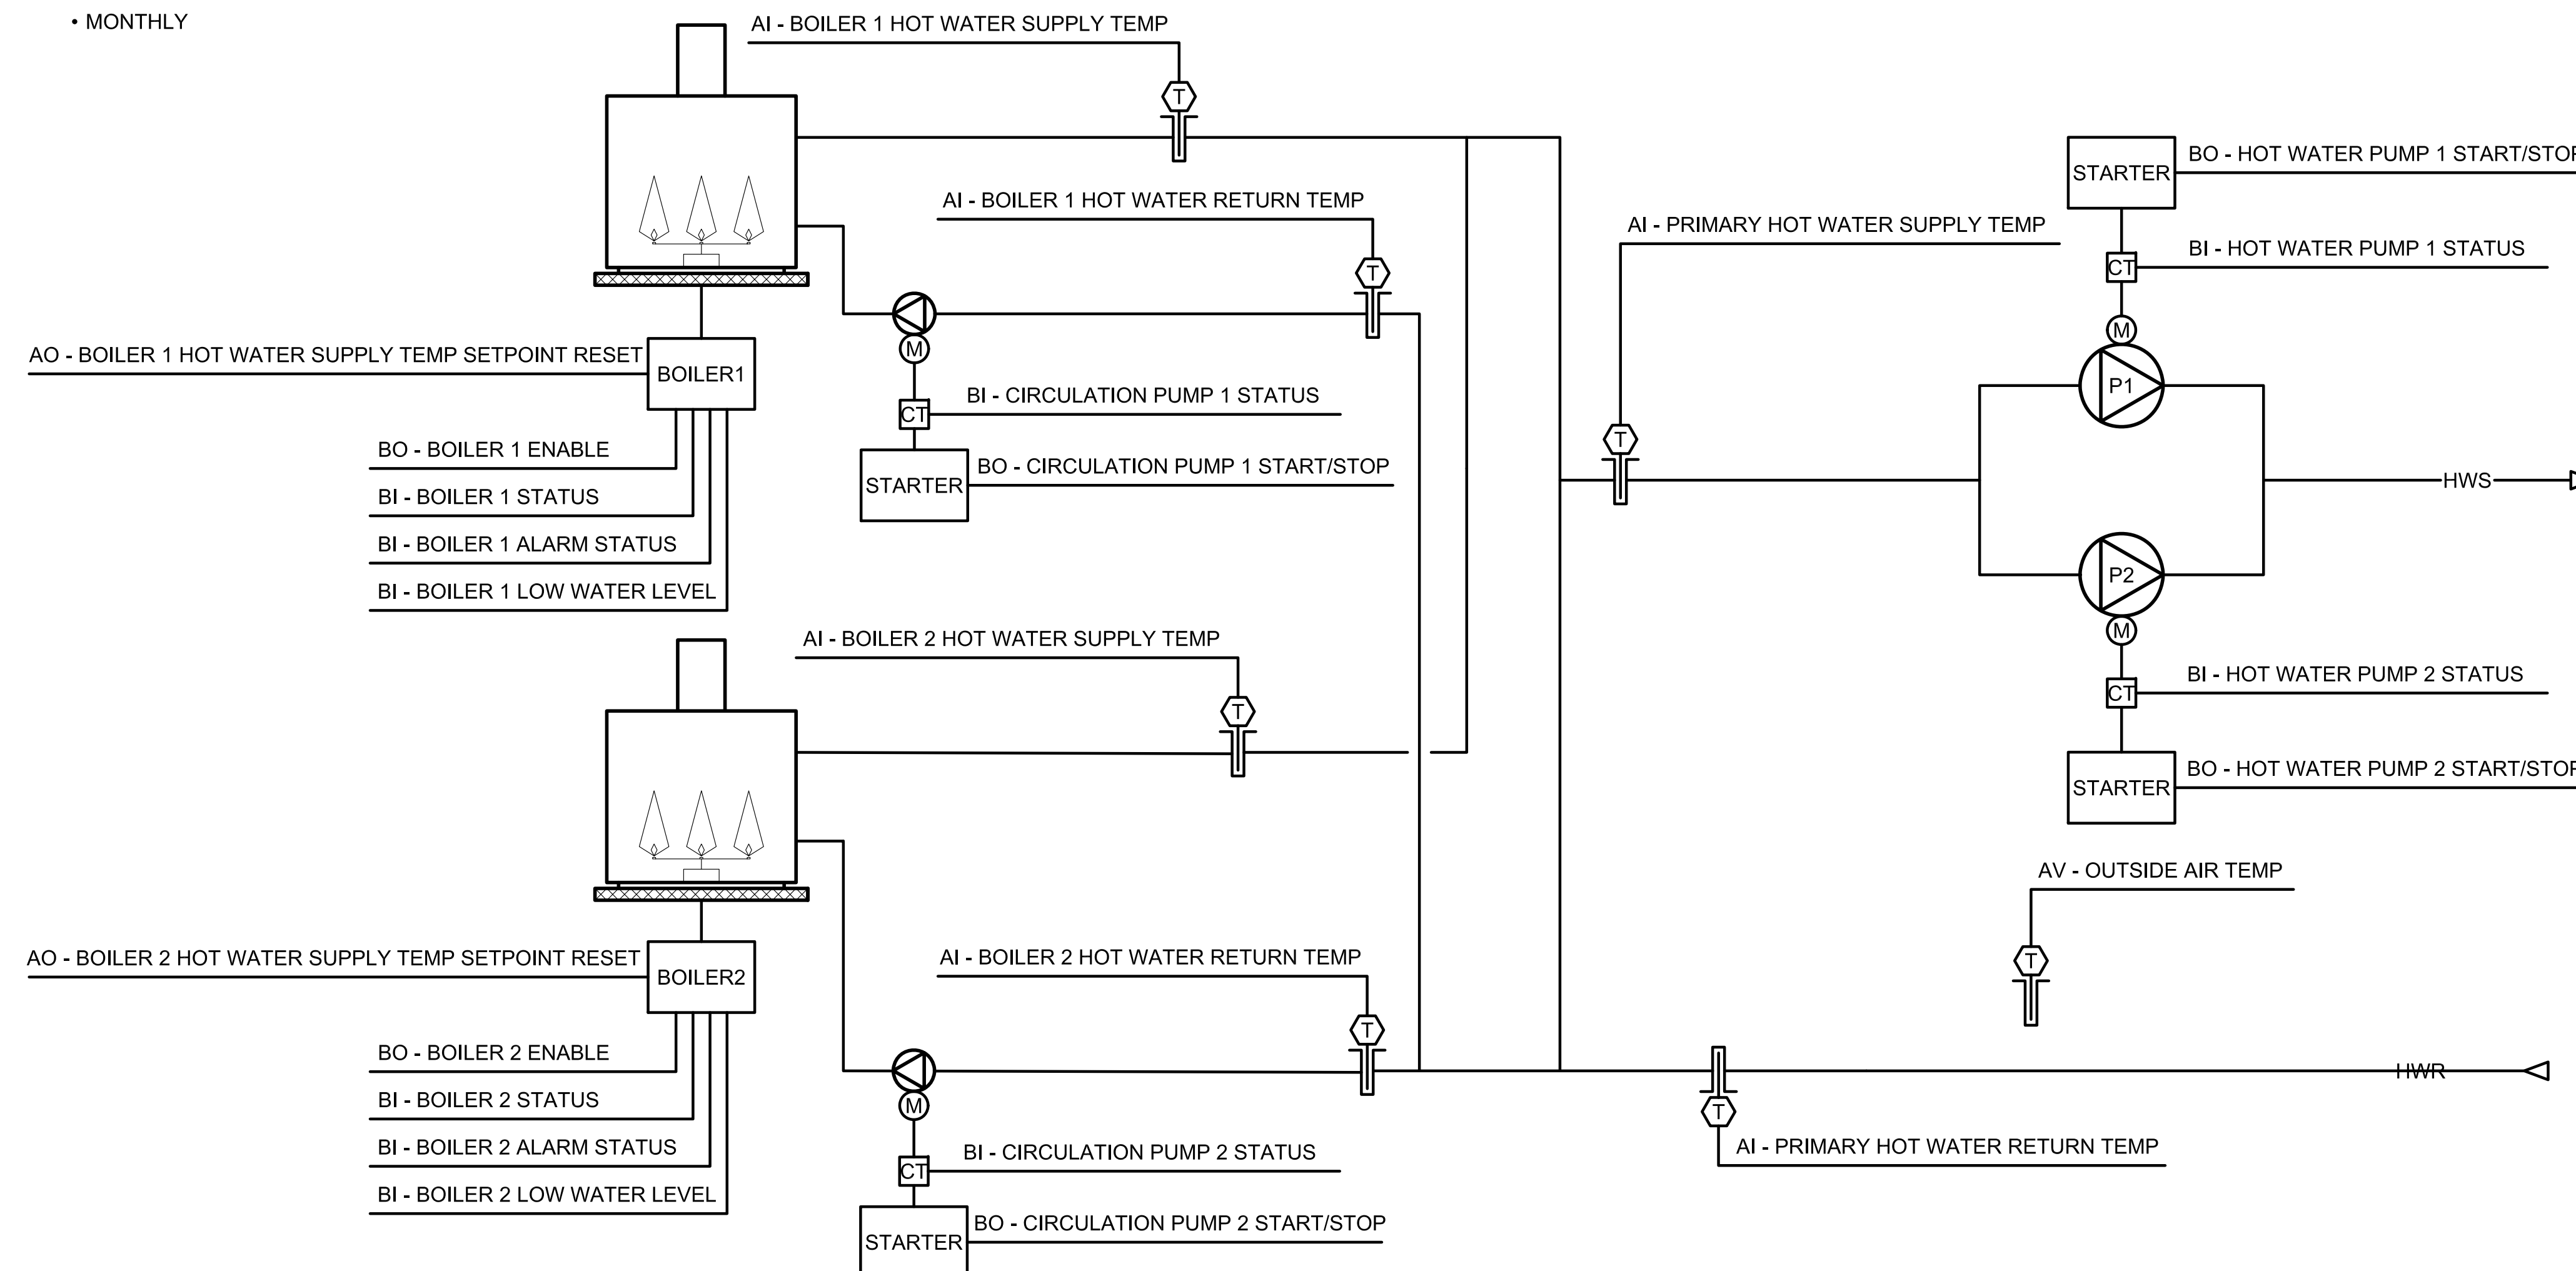 • MONTHLY
AI - BOILER 1 HOT WATER SUPPLY TEMP
T
STARTER
BO - HOT WATER PUMP 1 START/STOP
AI - BOILER 1 HOT WATER RETURN TEMP
T
AI - PRIMARY HOT WATER SUPPLY TEMP
BI - HOT WATER PUMP 1 STATUS
CT
M
P1
AO - BOILER 1 HOT WATER SUPPLY TEMP SETPOINT RESET
BOILER1
M
BI - CIRCULATION PUMP 1 STATUS
CT
T
BO - BOILER 1 ENABLE
BO - CIRCULATION PUMP 1 START/STOP
STARTER
HWS
BI - BOILER 1 STATUS
BI - BOILER 1 ALARM STATUS
BI - BOILER 1 LOW WATER LEVEL
P2
M
AI - BOILER 2 HOT WATER SUPPLY TEMP
T
BI - HOT WATER PUMP 2 STATUS
CT
BO - HOT WATER PUMP 2 START/STOP
STARTER
AV - OUTSIDE AIR TEMP
T
AO - BOILER 2 HOT WATER SUPPLY TEMP SETPOINT RESET
BOILER2
AI - BOILER 2 HOT WATER RETURN TEMP
T
BO - BOILER 2 ENABLE
BI - BOILER 2 STATUS
BI - BOILER 2 ALARM STATUS
BI - BOILER 2 LOW WATER LEVEL
M
HWR
T
AI - PRIMARY HOT WATER RETURN TEMP
BI - CIRCULATION PUMP 2 STATUS
CT
BO - CIRCULATION PUMP 2 START/STOP
STARTER